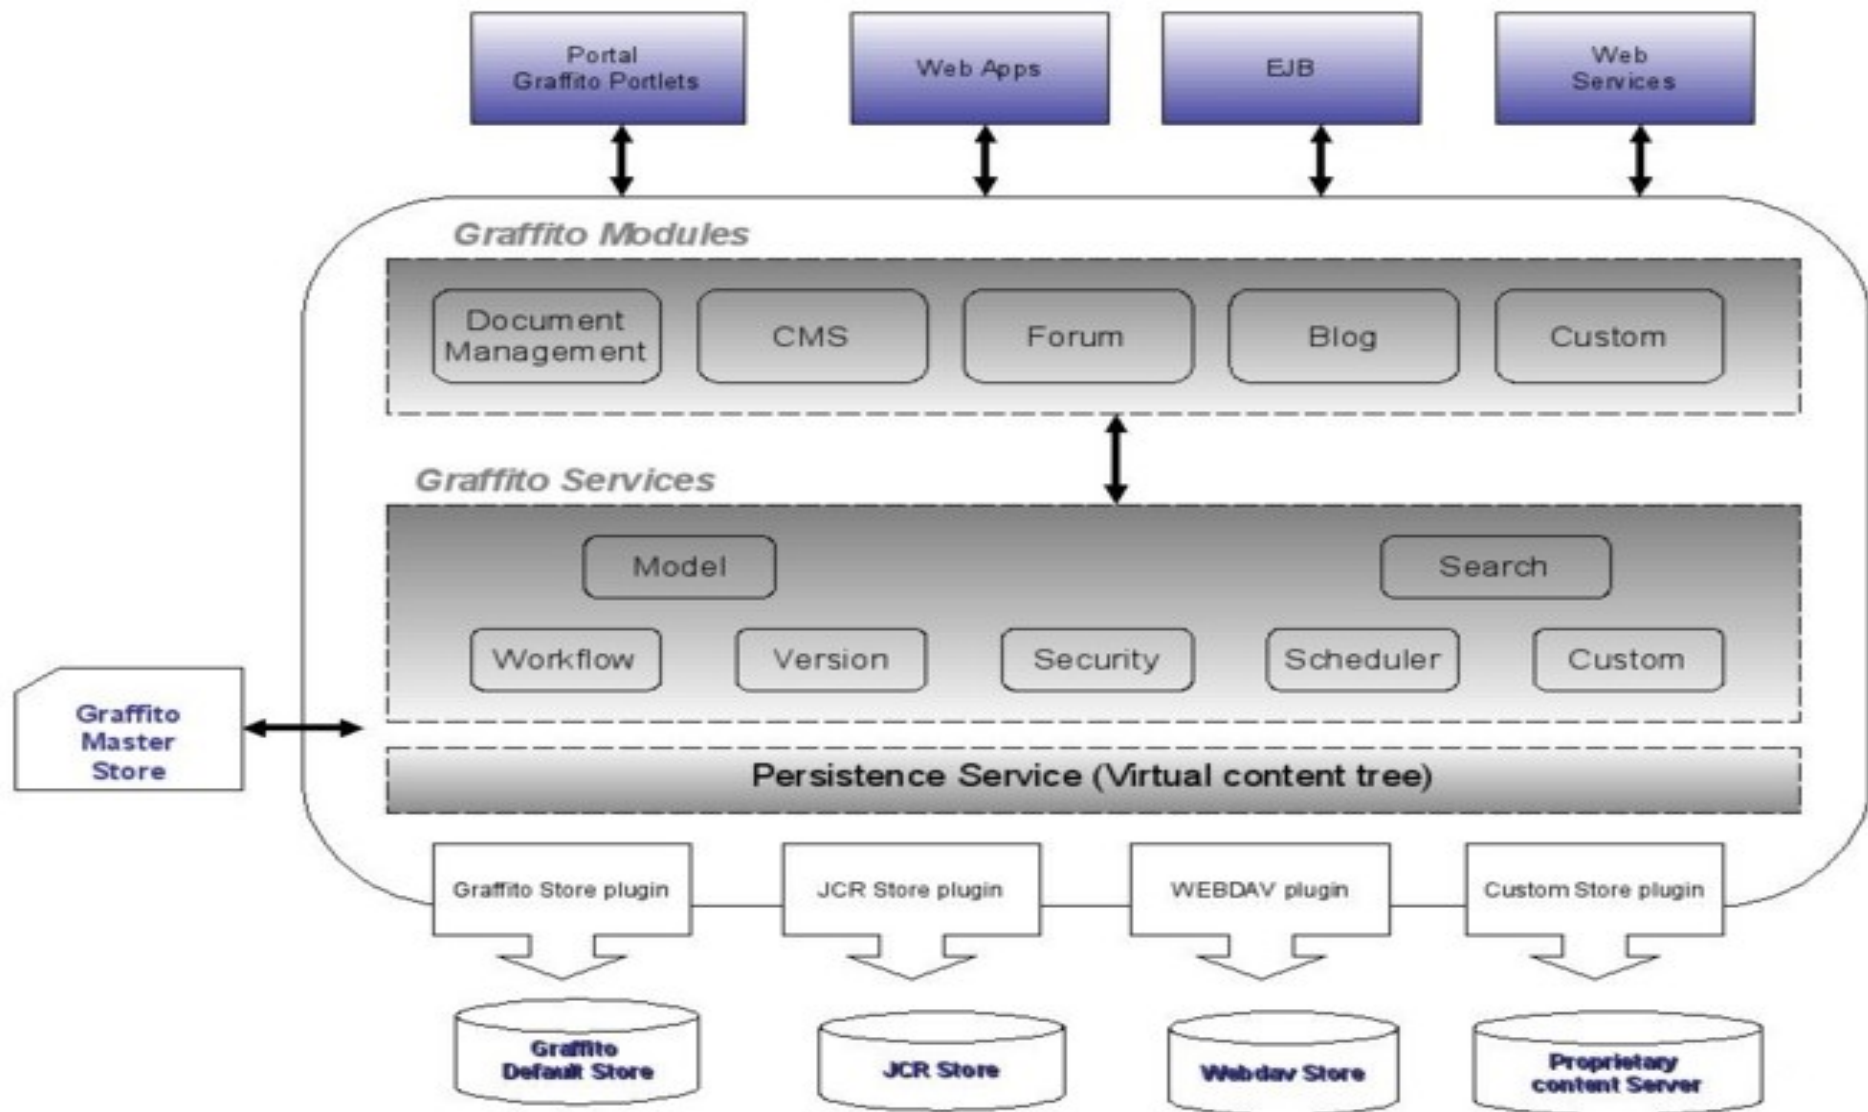 Portal
Graffito Portlets
Web Apps
EJB
Web
Services
Graffito Modules
Document
Management
CMS
Forum
Blog
Custom
Graffito Services
Model
Search
Workflow
Version
Security
Scheduler
Custom
Graffito
Master
Store
Persistence Service (Virtual content tree)
Graffito Store plugin
JCR Store plugin
WEBDAV plugin
Custom Store plugin
Graffito
Default Store
JCR Store
Webdav Store
Proprietary
content Server